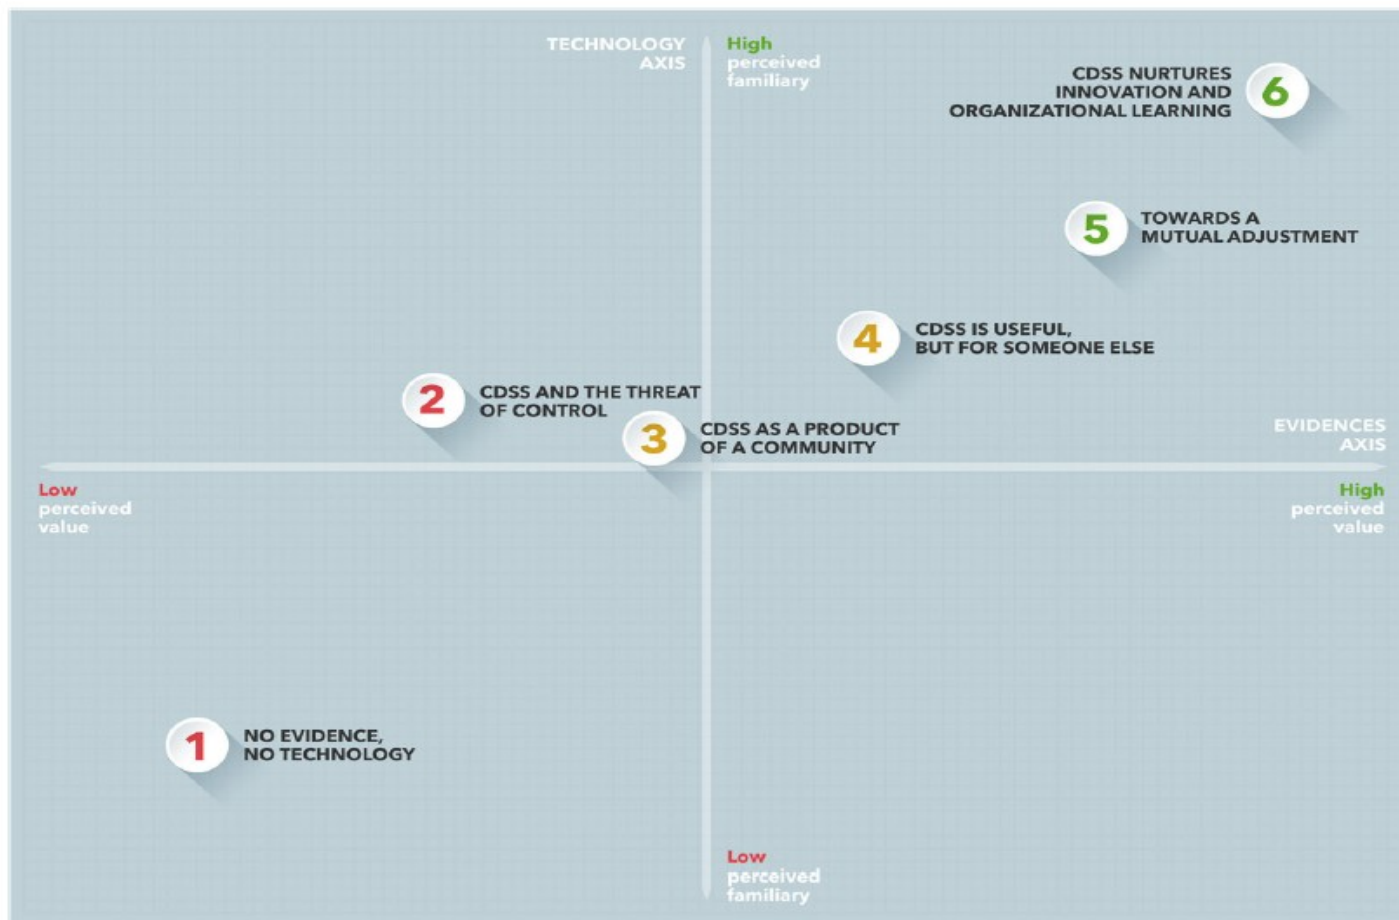 TECHNOLOGY
AXIS
High
perceived
familiary
CDSS NURTURES
INNOVATION AND
ORGANIZATIONAL LEARNING
6
5
TOWARDS A
MUTUAL ADJUSTMENT
4
CDSS IS USEFUL,
BUT FOR SOMEONE ELSE
2
CDSS AND THE THREAT
OF CONTROL
3
CDSS AS A PRODUCT
OF A COMMUNITY
EVIDENCES
AXIS
Low
perceived
value
High
perceived
value
1
NO EVIDENCE,
NO TECHNOLOGY
Low
perceived
familiary